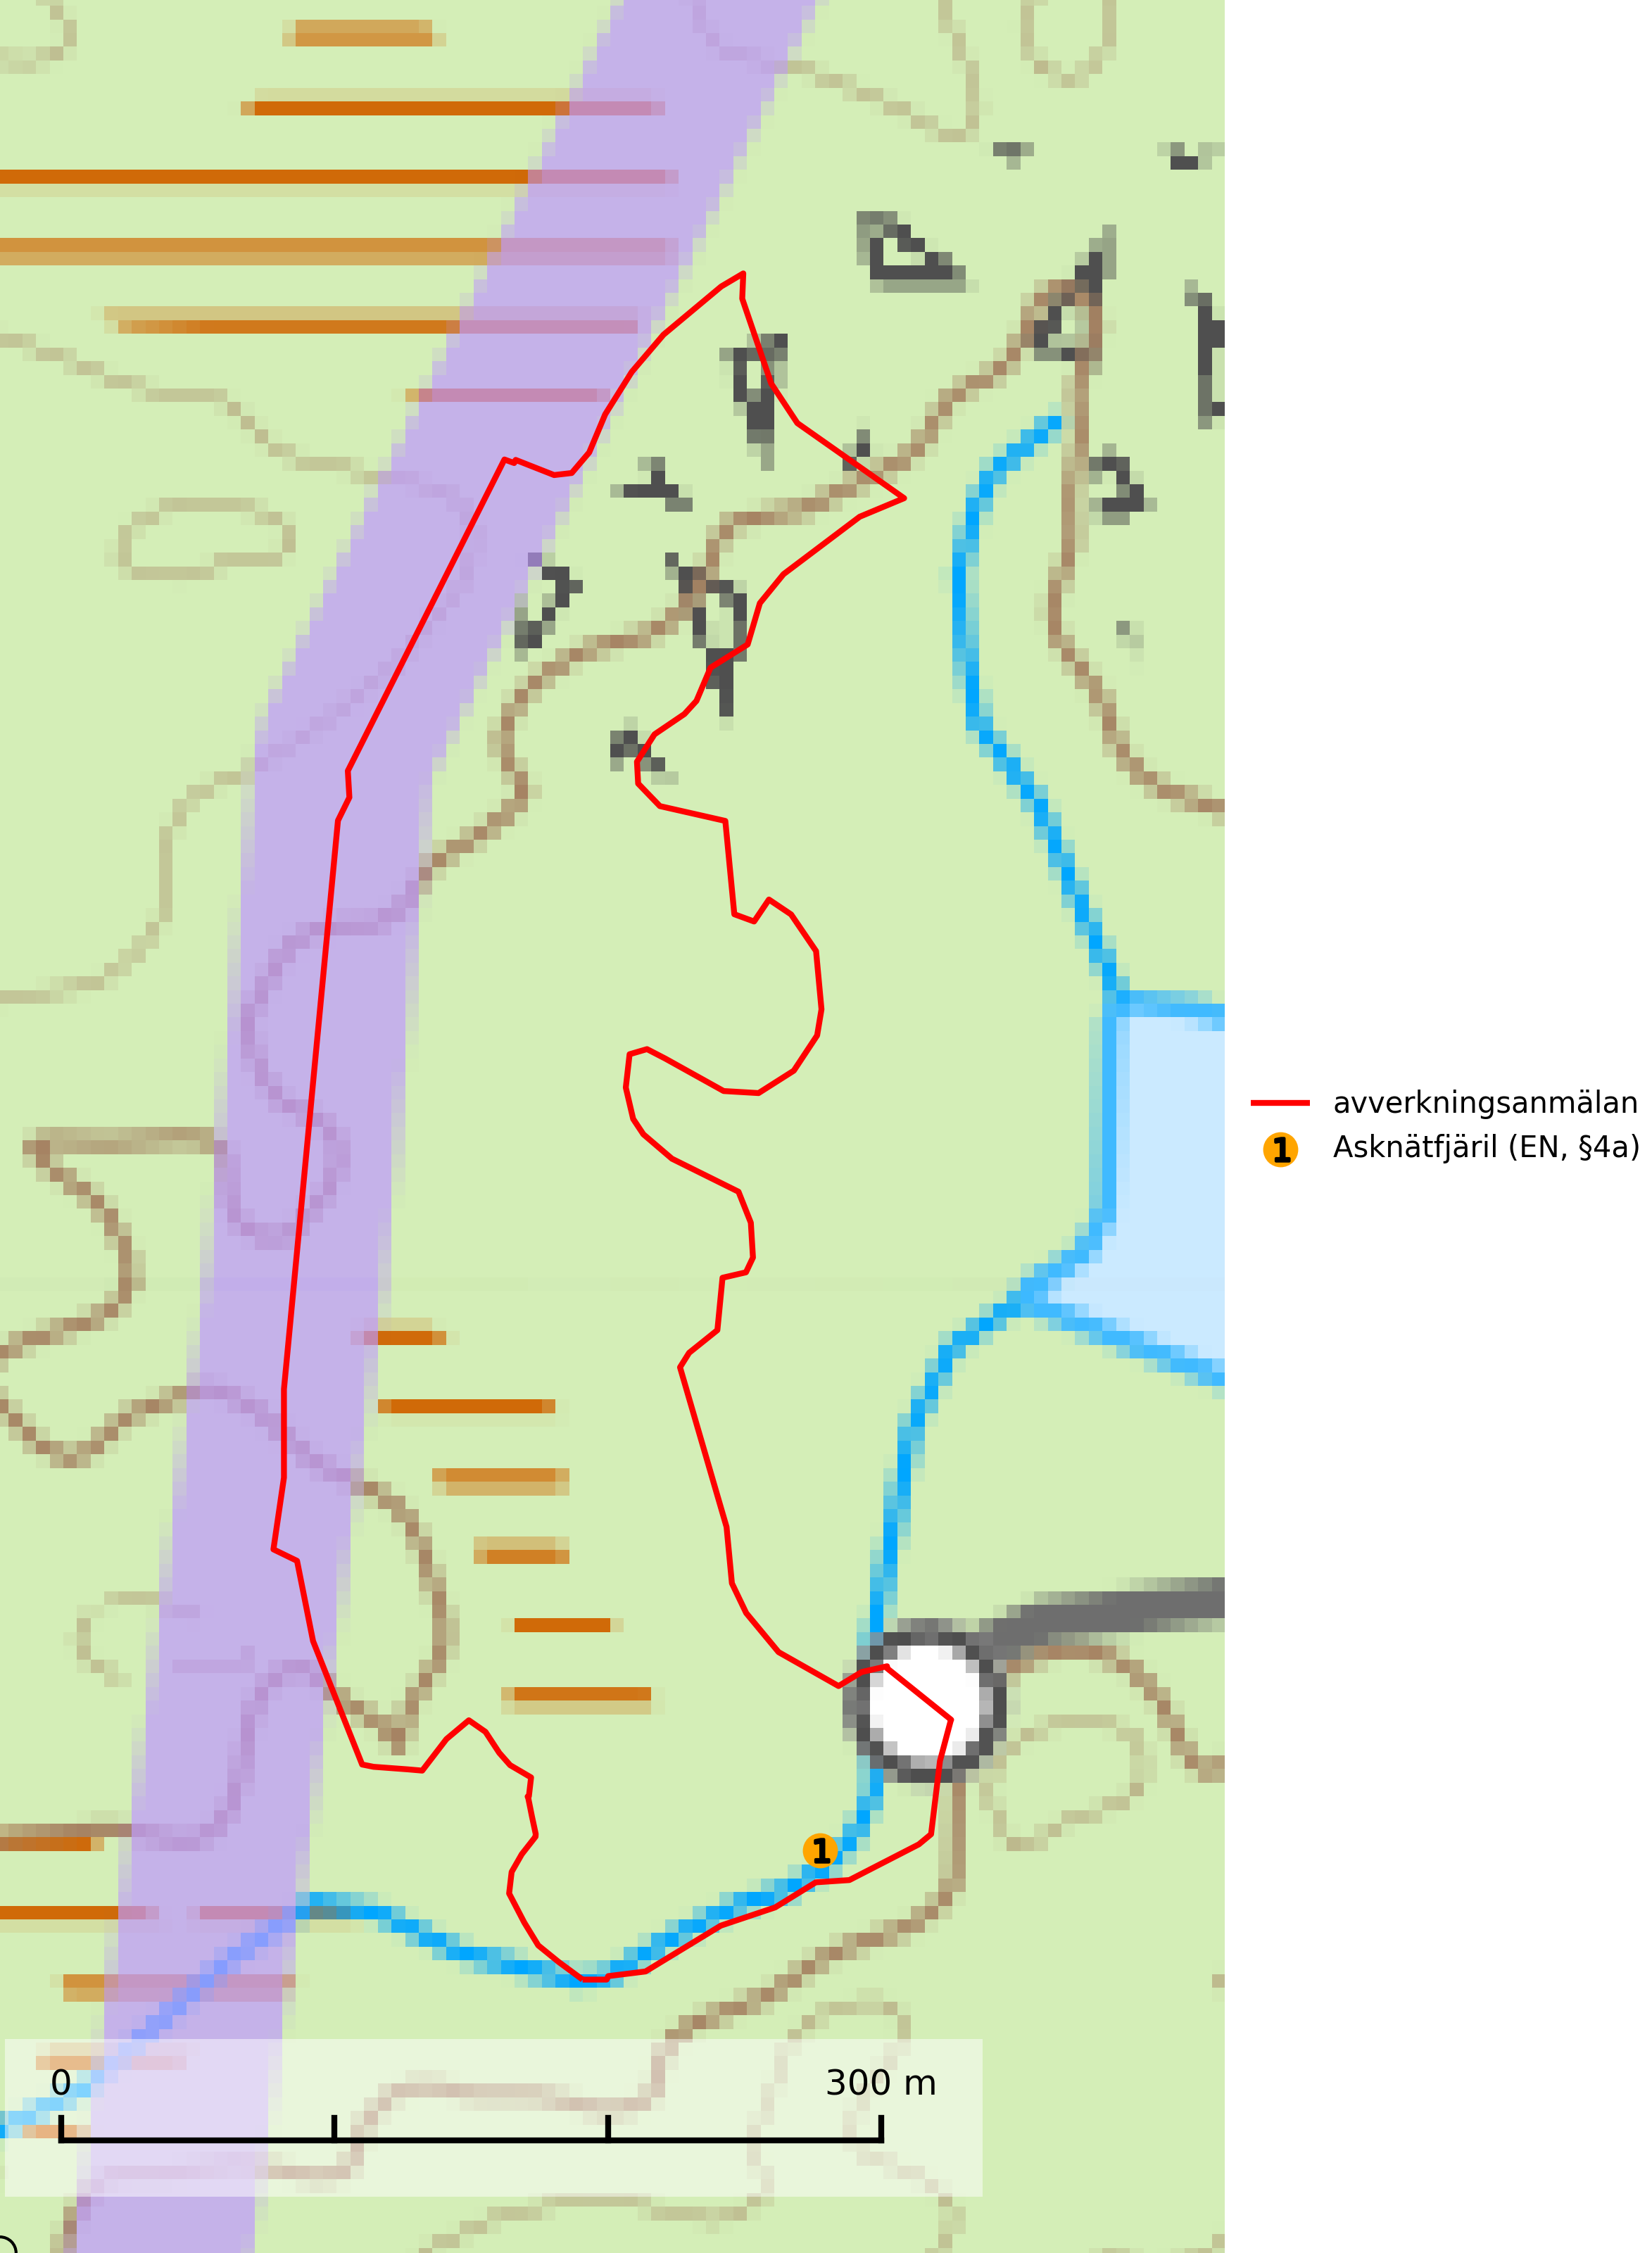 avverkningsanmälan
1 Asknätfjäril (EN, §4a)
1
0 300 m